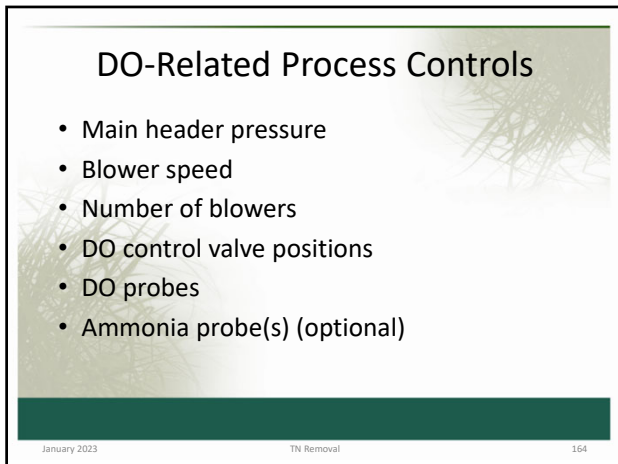 DO-Related Process Controls
• Main header pressure
• Blower speed
• Number of blowers
• DO control valve positions
• DO probes
• Ammonia probe(s) (optional)
January 2023 TN Removal 164